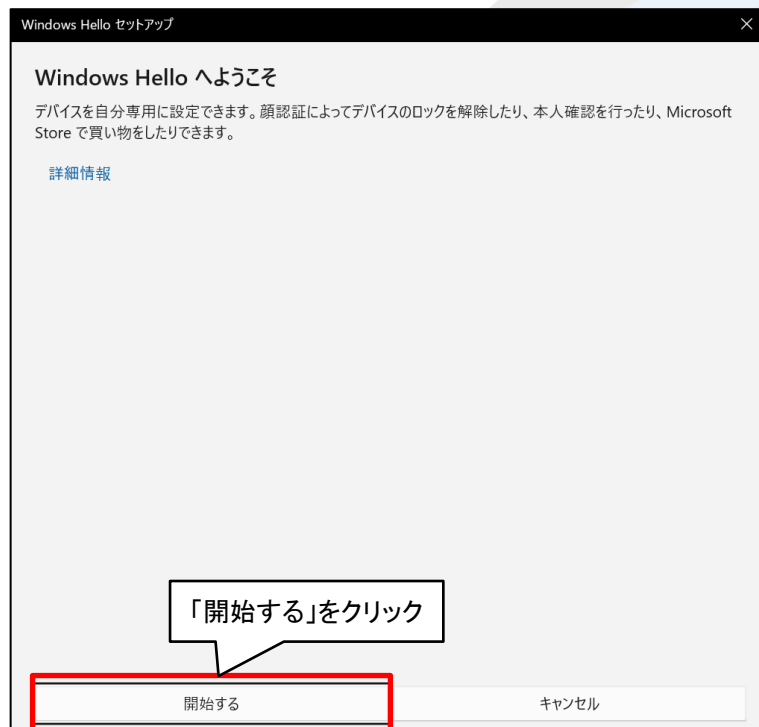 Windows Hello セットアップ
Windows Hello へようこそ
デバイスを自分専用に設定できます。顔認証によってデバイスのロックを解除したり、本人確認を行ったり、Microsoft
Store で買い物をしたりできます。
詳細情報
「開始する」をクリック
開始する
キャンセル